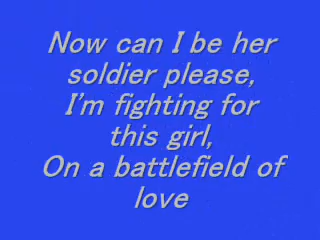 Now can I be her
soldier please,
I'm fighting for
this girl,
On a battlefield of
love